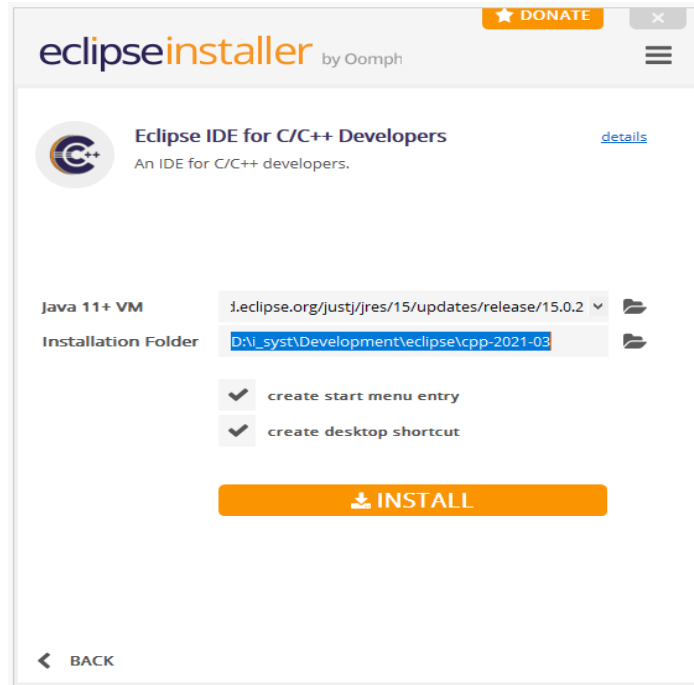 DONATE
eclipseinstaller by Oomph
Eclipse IDE for C/C++ Developers
details
An IDE for C/C++ developers.
Java 11+ VM
d.eclipse.org/justj/jres/15/updates/release/15.0.2
Installation Folder
D:\i_syst\Development\eclipse\cpp-2021-03
create start menu entry
create desktop shortcut
INSTALL
BACK